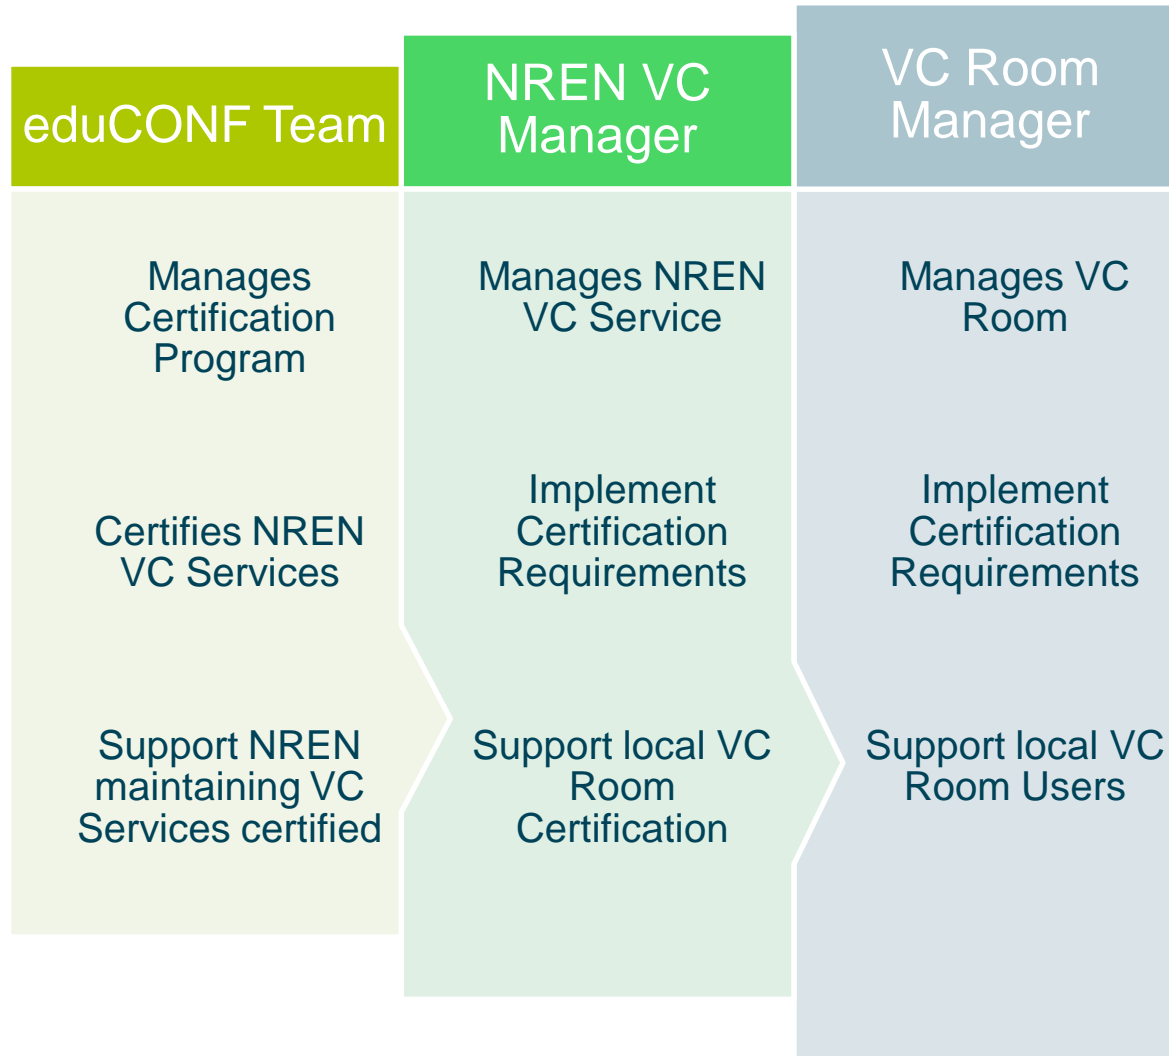 eduCONF Team
Manages
Certification
Program
Certifies NREN
VC Services
Support NREN
maintaining VC
Services certified
NREN VC
Manager
Manages NREN
VC Service
Implement
Certification
Requirements
Support local VC
Room
Certification
VC Room
Manager
Manages VC
Room
Implement
Certification
Requirements
Support local VC
Room Users